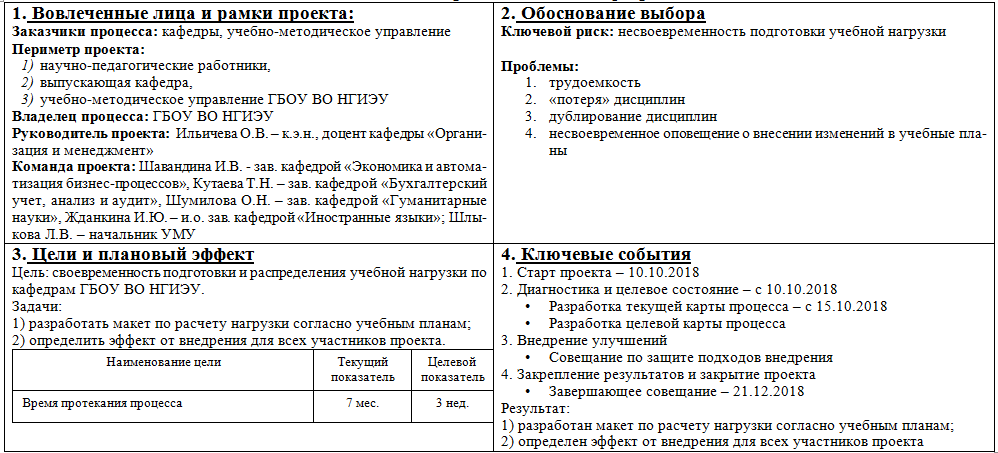 1. Вовлеченные лица и рамки проекта:
Заказчики процесса: кафедры, учебно-методическое управление
Периметр проекта:
1) научно-педагогические работники,
2) выпускающая кафедра,
3) учебно-методическое управление ГБОУ ВО НГИЭУ
Владелец процесса: ГБОУ ВО НГИЭУ
Руководитель проекта: Ильичева О.В. – к.э.н., доцент кафедры «Органи-
зация и менеджмент»
Команда проекта: Шавандина И.В. - зав. кафедрой «Экономика и автома-
тизация бизнес-процессов», Кутаева Т.Н. – зав. кафедрой «Бухгалтерский
учет, анализ и аудит», Шумилова О.Н. – зав. кафедрой «Гуманитарные
науки», Жданкина И.Ю. – и.о. зав. кафедрой «Иностранные языки»; Шлы-
кова Л.В. – начальник УМУ
2. Обоснование выбора
Ключевой риск: несвоевременность подготовки учебной нагрузки
Проблемы:
1. трудоемкость
2. «потеря» дисциплин
3. дублирование дисциплин
4. несвоевременное оповещение о внесении изменений в учебные пла-
ны
3. Цели и плановый эффект
Цель: своевременность подготовки и распределения учебной нагрузки по
кафедрам ГБОУ ВО НГИЭУ.
Задачи:
1) разработать макет по расчету нагрузки согласно учебным планам;
2) определить эффект от внедрения для всех участников проекта.
Наименование цели Текущий показатель Целевой показатель
Время протекания процесса 7 мес. 3 нед.
4. Ключевые события
1. Старт проекта – 10.10.2018
2. Диагностика и целевое состояние – с 10.10.2018
• Разработка текущей карты процесса – с 15.10.2018
• Разработка целевой карты процесса
3. Внедрение улучшений
• Совещание по защите подходов внедрения
4. Закрепление результатов и закрытие проекта
• Завершающее совещание – 21.12.2018
Результат:
1) разработан макет по расчету нагрузки согласно учебным планам;
2) определен эффект от внедрения для всех участников проекта